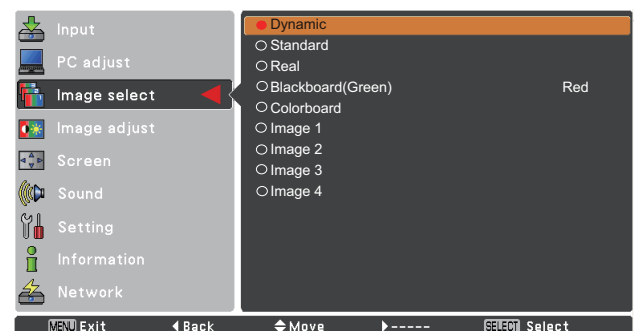 Input
PC adjust
Image select
Image adjust
Screen
Sound
Setting
Information
Network
Dynamic
Standard
Real
Blackboard(Green) Red
Colorboard
Image 1
Image 2
Image 3
Image 4
MENU Exit Back Move ----- SELECT Select